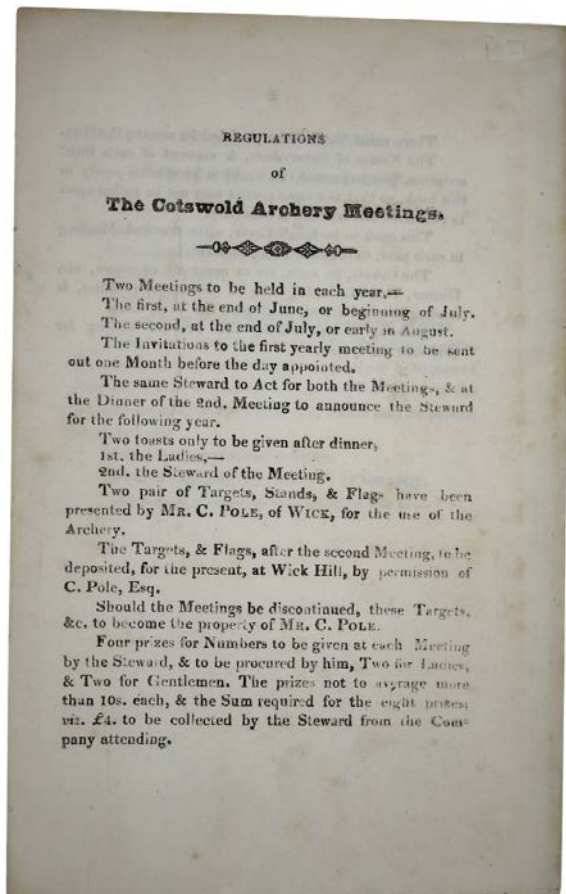 REGULATIONS
of
The Cotswold Archery Meetings.
Two Meetings to be held in each year,—
The first, at the end of June, or beginning of July.
The second, at the end of July, or early in August.
The Invitations to the first yearly meeting to be sent
out one Month before the day appointed.
The same Steward to Act for both the Meetings, & at
the Dinner of the 2nd. Meeting to announce the Steward
for the following year.
Two toasts only to be given after dinner,
1st. the Ladies,—
2nd. the Steward of the Meeting.
Two pair of Targets, Stands, & Flags have been
presented by MR. C. POLE, of WICK, for the use of the
Archery.
The Targets, & Flags, after the second Meeting, to be
deposited, for the present, at Wick Hill, by permission of
C. Pole, Esq.
Should the Meetings be discontinued, these Targets,
&c. to become the property of MR. C. POLE.
Four prizes for Numbers to be given at each Meeting
by the Steward, & to be procured by him, Two for Ladies,
& Two for Gentlemen. The prizes not to average more
than 10s. each, & the Sum required for the eight prizes;
viz. £4. to be collected by the Steward from the Com-
pany attending.